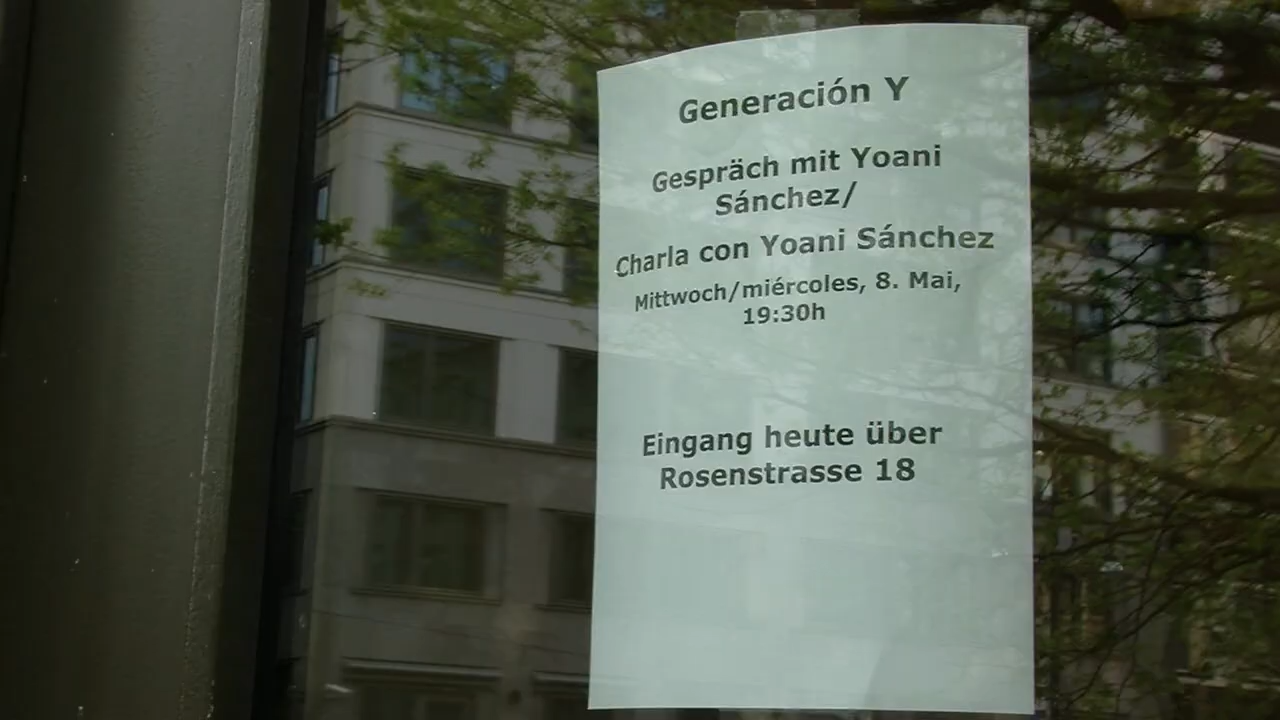 Generación Y
Gespräch mit Yoani
Sánchez/
Charla con Yoani Sánchez
Mittwoch/miércoles, 8. Mai,
19:30h
Eingang heute über
Rosenstrasse 18